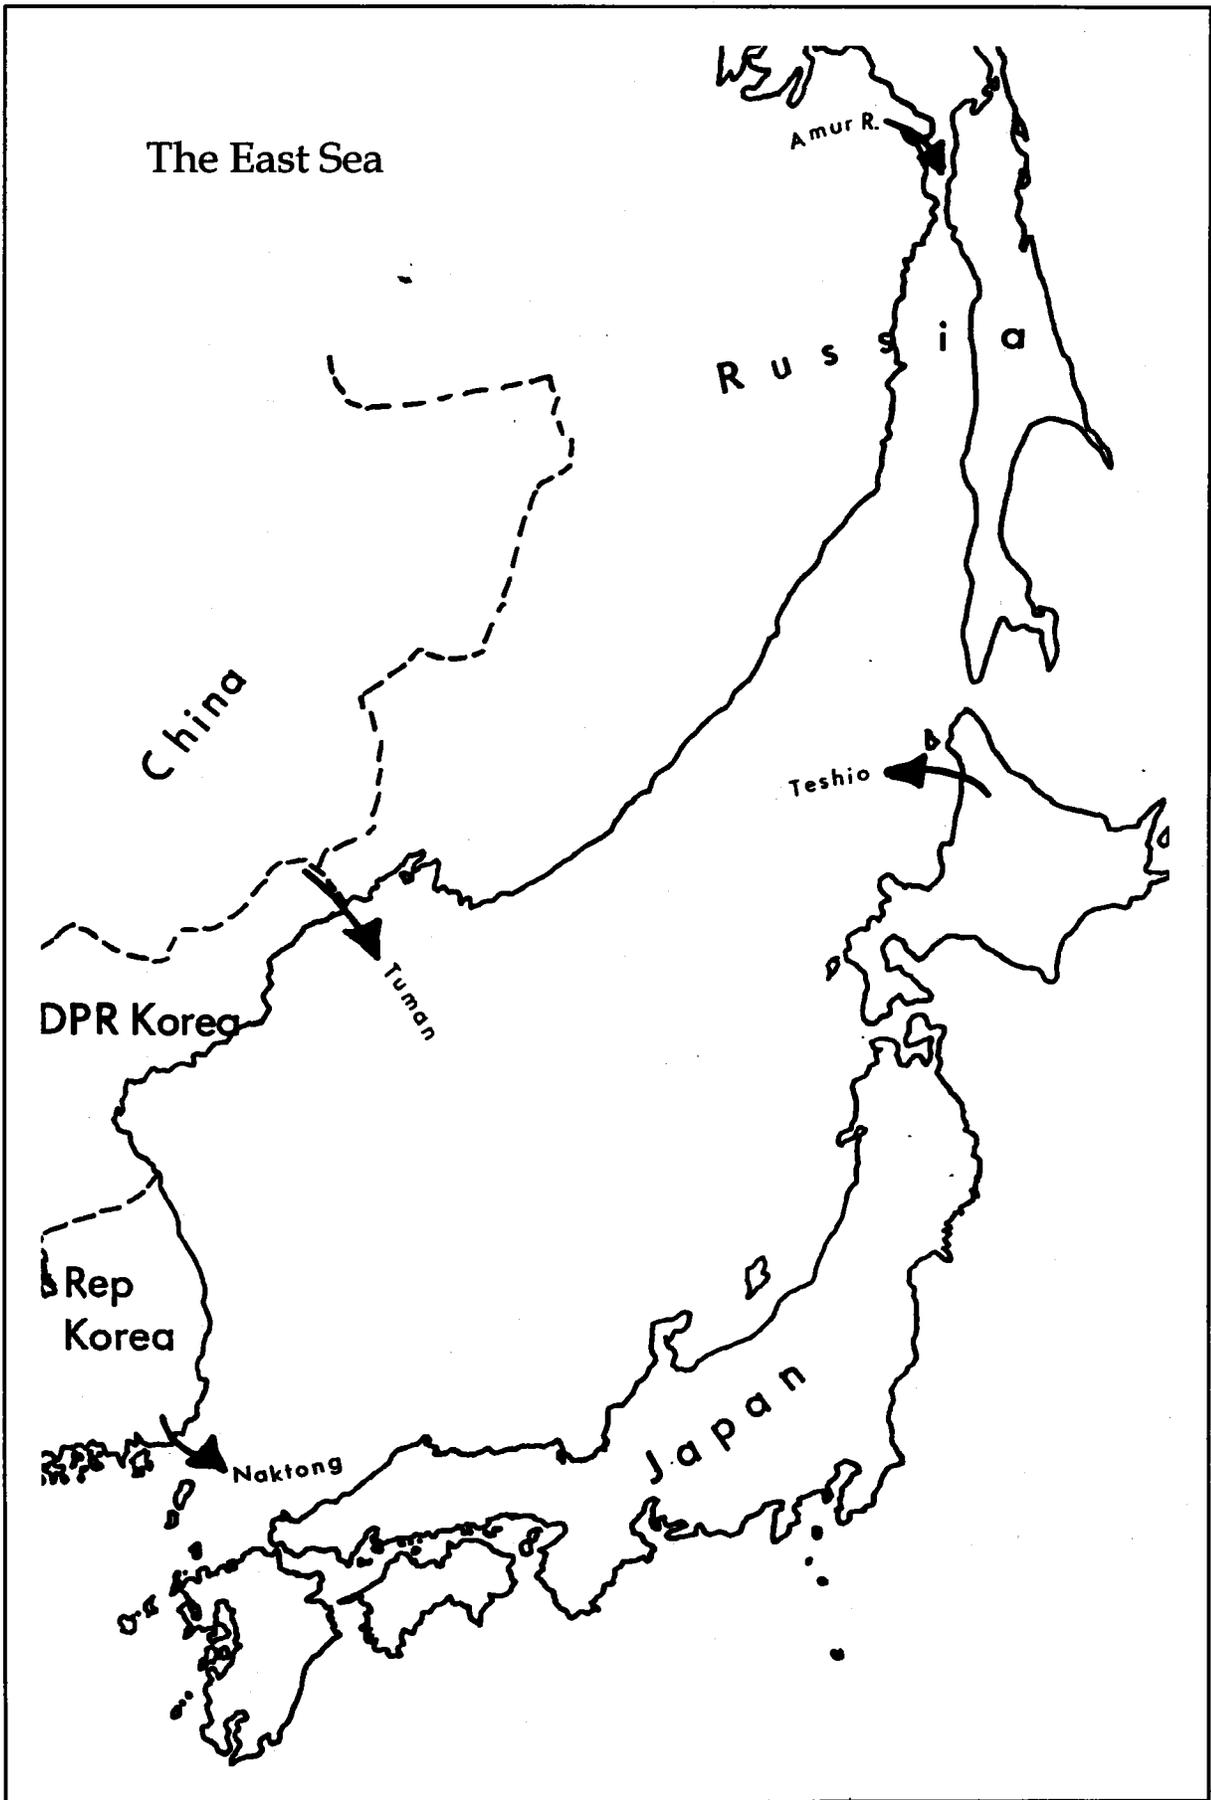 The East Sea
Amur R.
Russia
China
Teshio
Tuman
DPR Korea
Rep
Korea
Japan
Naktong